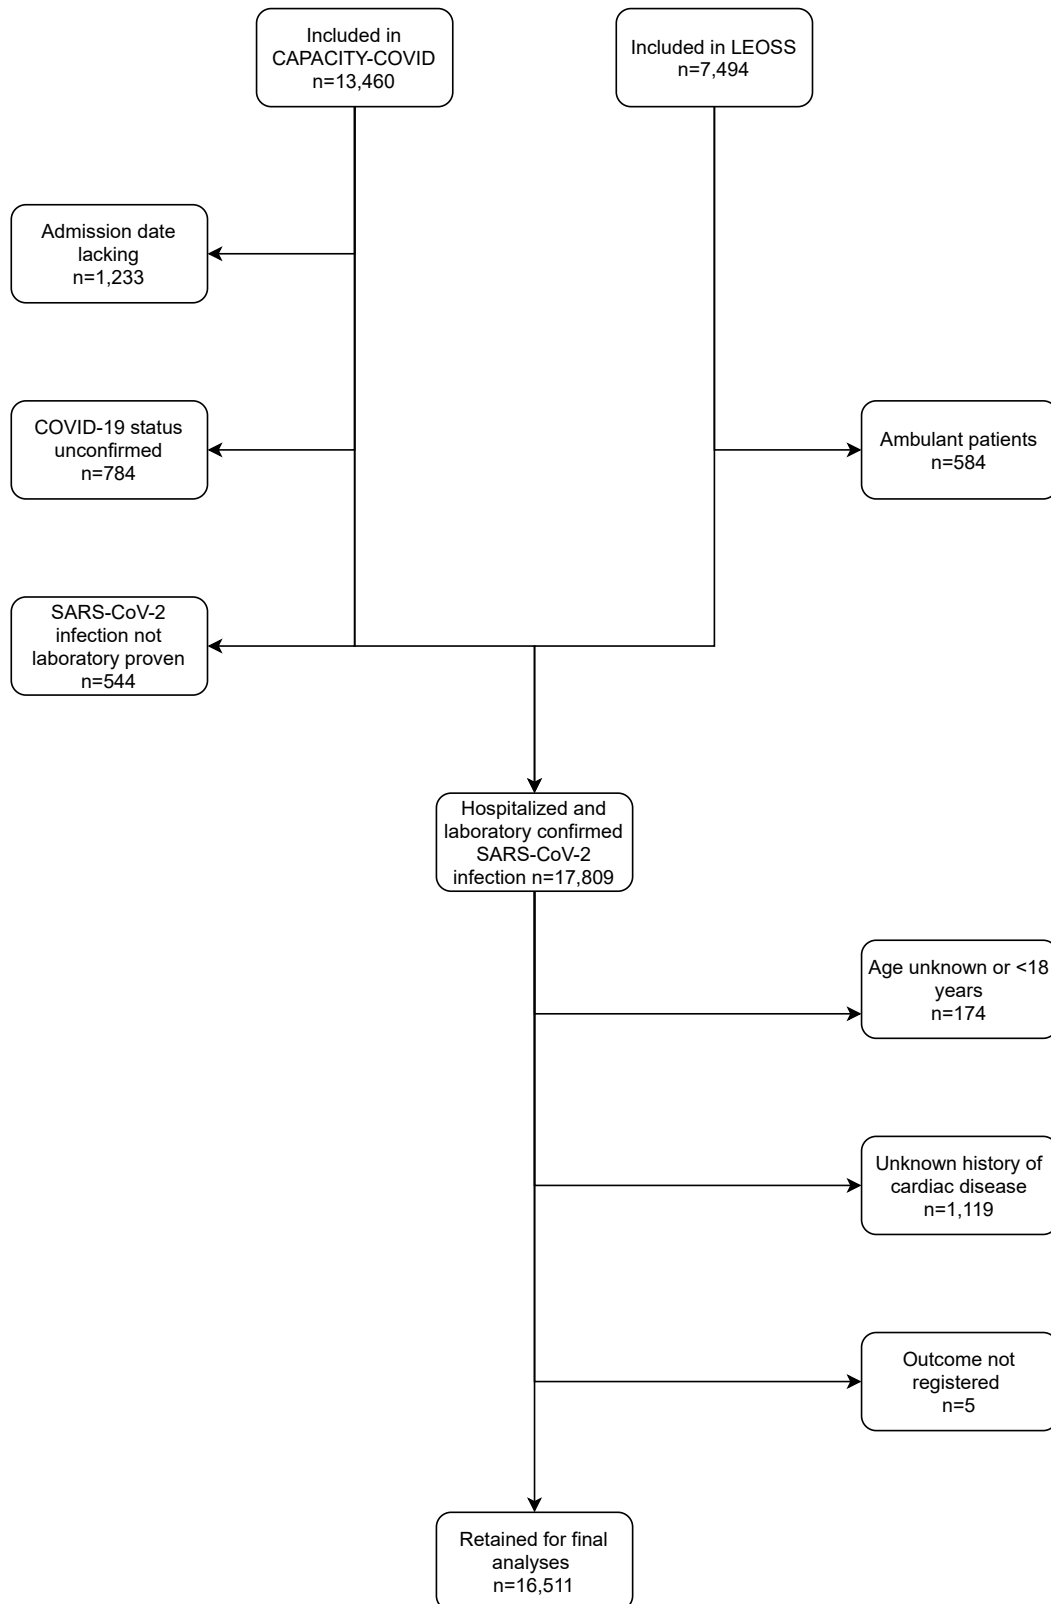 Included in
CAPACITY-COVID
n=13,460
Included in LEOSS
n=7,494
Admission date
lacking
n=1,233
COVID-19 status
unconfirmed
n=784
Ambulant patients
n=584
SARS-CoV-2
infection not
laboratory proven
n=544
Hospitalized and
laboratory confirmed
SARS-CoV-2
infection n=17,809
Age unknown or <18
years
n=174
Unknown history of
cardiac disease
n=1,119
Outcome not
registered
n=5
Retained for final
analyses
n=16,511